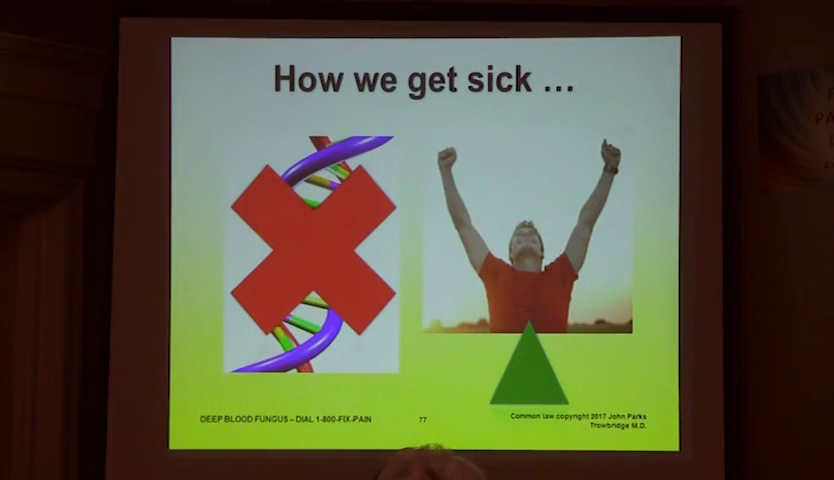 How we get sick ...
DEEP BLOOD FUNGUS – DIAL 1-800-FIX-PAIN
77
Common law copyright 2017 John Parks
Trowbridge M.D.